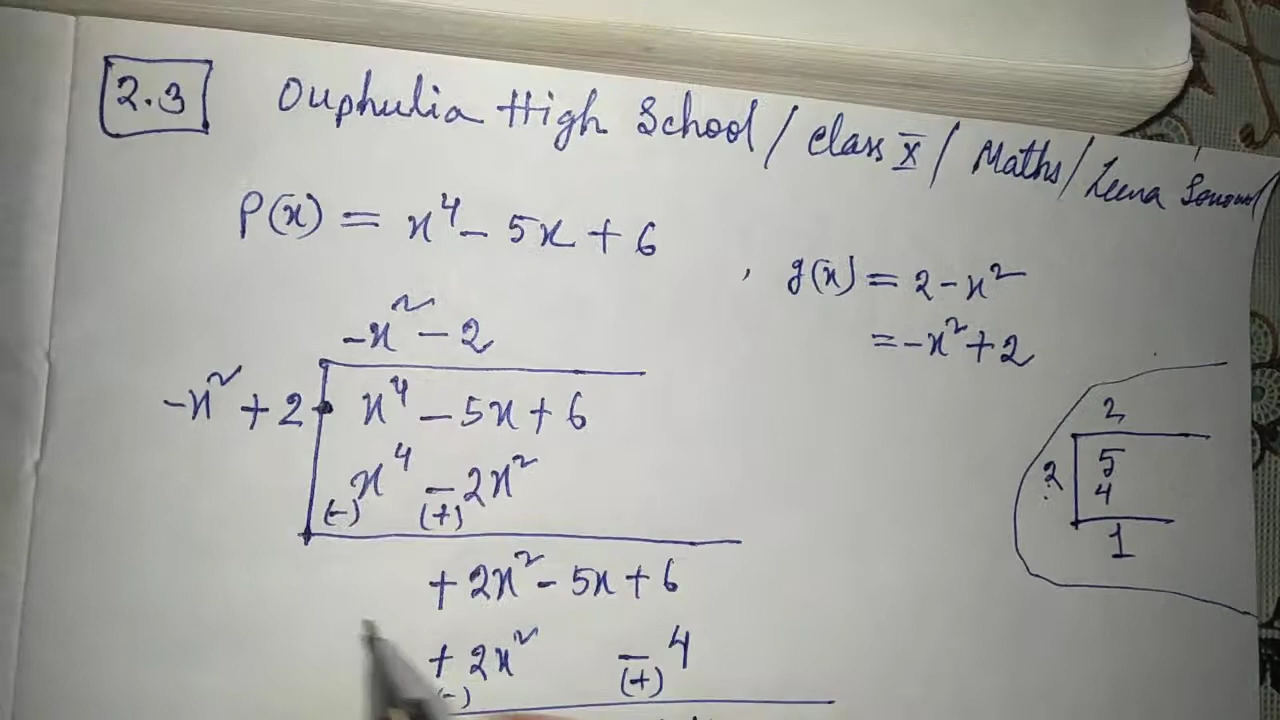 2.3 Ouphulia High School / Class X / Maths / Leena Sonowal
P(x) = x⁴ - 5x + 6 , g(x) = 2 - x²
= -x² + 2
-x² - 2
-x² + 2 x⁴ - 5x + 6
x⁴ - 2x²
(-) (+)
+ 2x² - 5x + 6
+ 2x² - 4
(-) (+)
2
2 5
4
1